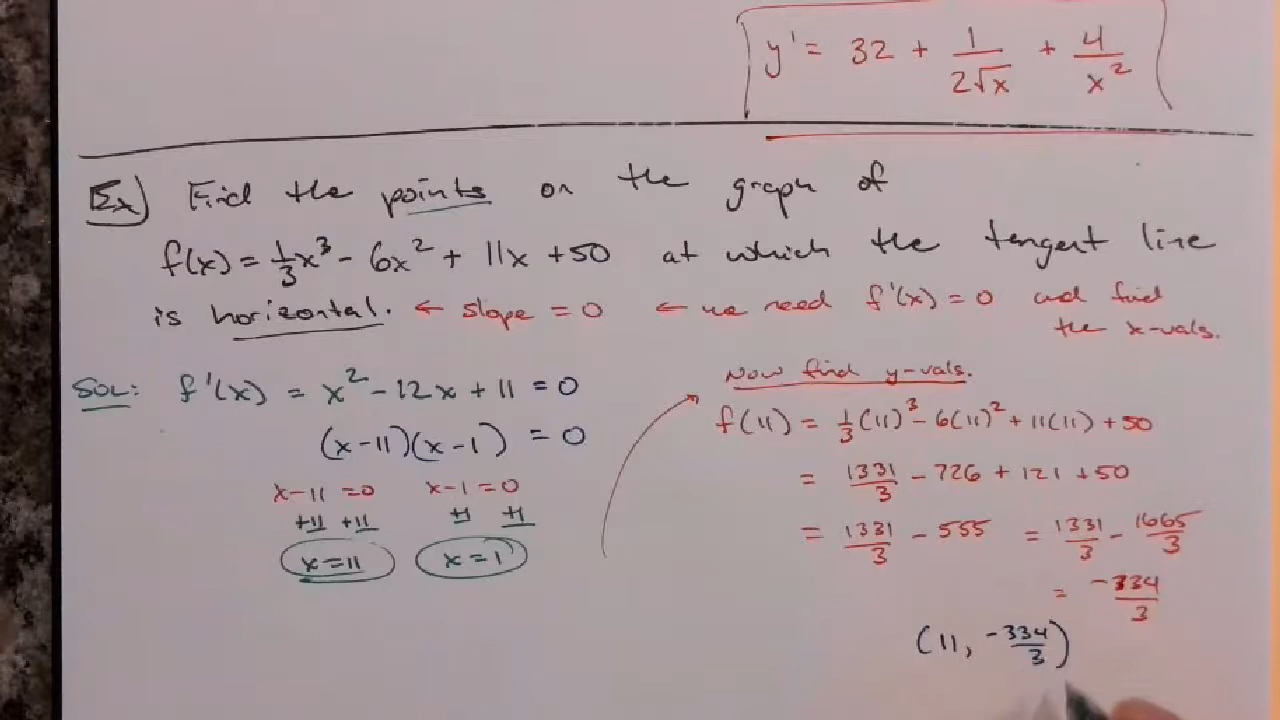 y' = 32 + 1/(2√x) + 4/x²
Ex) Find the points on the graph of
f(x) = 1/3 x³ - 6x² + 11x + 50 at which the tangent line
is horizontal. ← slope = 0 ← we need f'(x) = 0 and find
the x-vals.
SOL: f'(x) = x² - 12x + 11 = 0
(x-11)(x-1) = 0
x-11 = 0 x-1 = 0
+11 +11 +1 +1
x=11 x=1
Now find y-vals.
f(11) = 1/3 (11)³ - 6(11)² + 11(11) + 50
= 1331/3 - 726 + 121 + 50
= 1331/3 - 555 = 1331/3 - 1665/3
= -334/3
(11, -334/3)